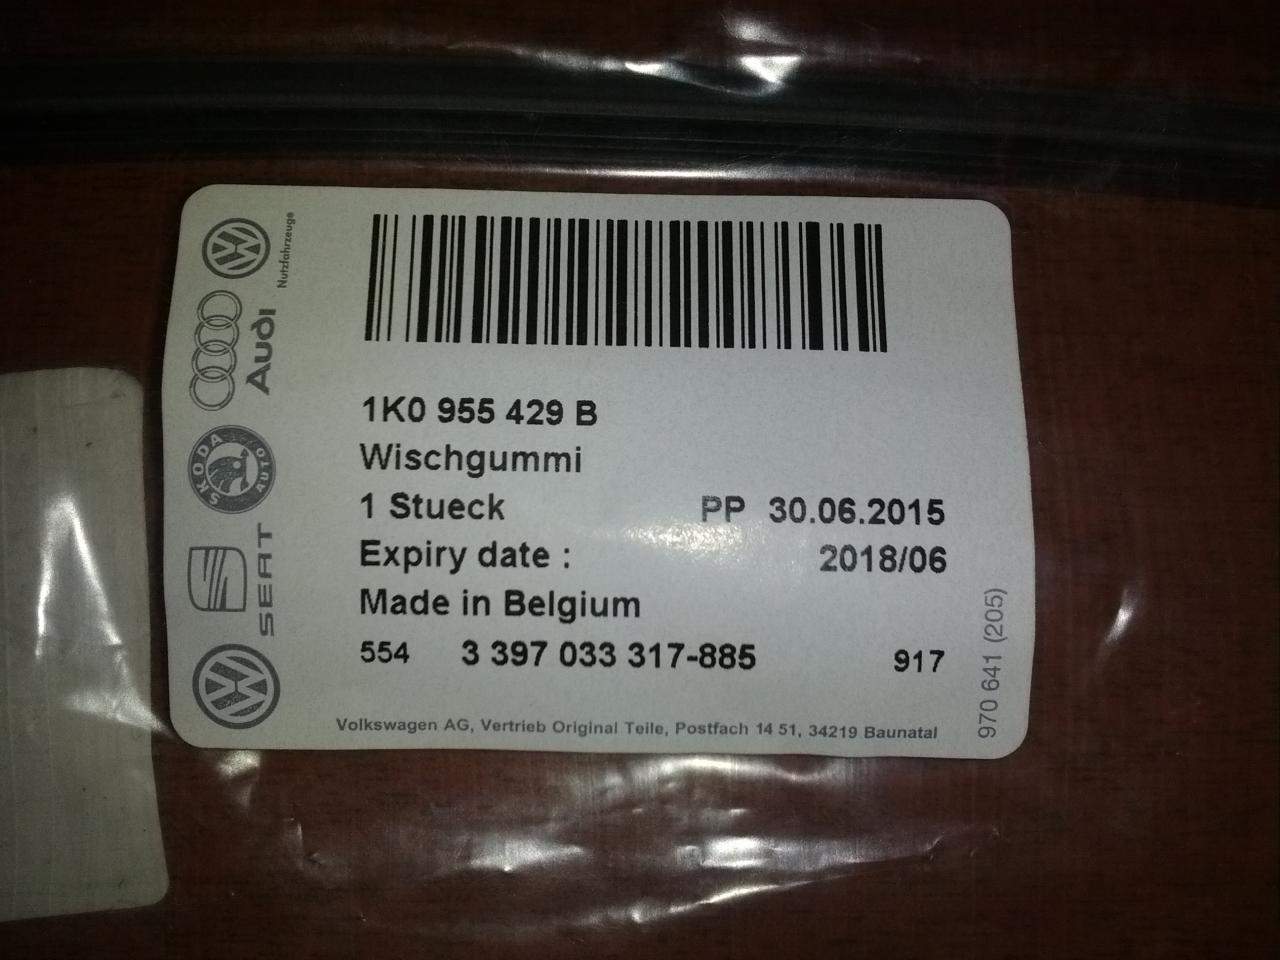 Nutzfahrzeuge
Audi
SKODA
AUTO
SEAT
1K0 955 429 B
Wischgummi
1 Stueck PP 30.06.2015
Expiry date : 2018/06
Made in Belgium
554 3 397 033 317-885 917
Volkswagen AG, Vertrieb Original Teile, Postfach 14 51, 34219 Baunatal
970 641 (205)